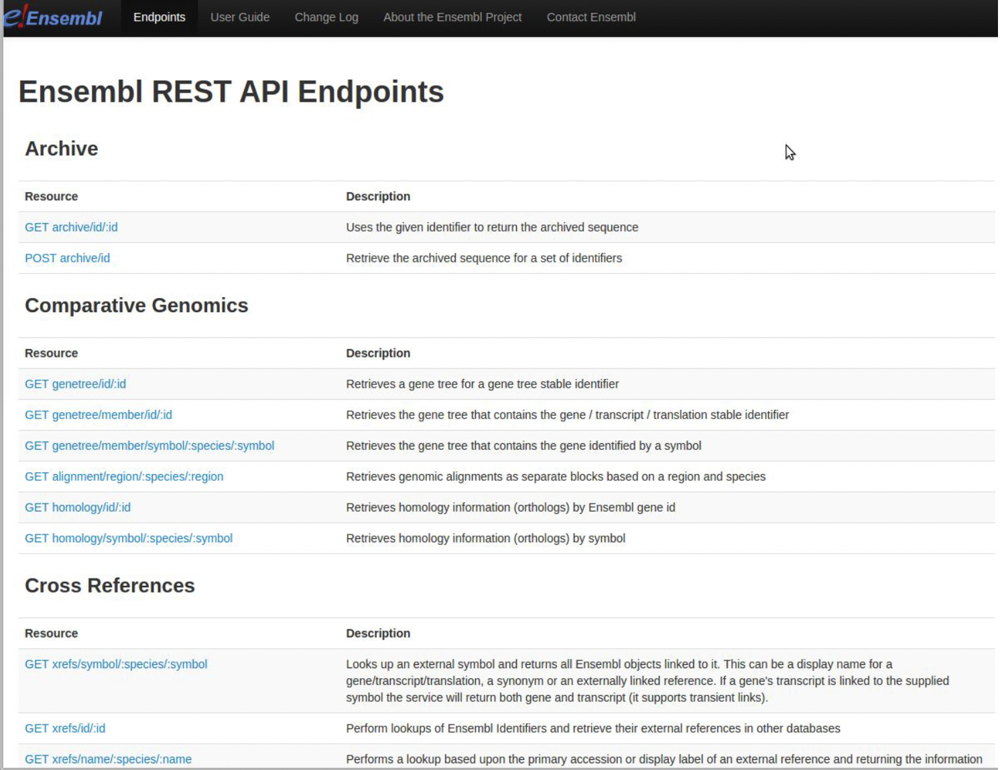 e!Ensembl Endpoints User Guide Change Log About the Ensembl Project Contact Ensembl
Ensembl REST API Endpoints
Archive
Resource Description
GET archive/id/:id Uses the given identifier to return the archived sequence
POST archive/id Retrieve the archived sequence for a set of identifiers
Comparative Genomics
Resource Description
GET genetree/id/:id Retrieves a gene tree for a gene tree stable identifier
GET genetree/member/id/:id Retrieves the gene tree that contains the gene / transcript / translation stable identifier
GET genetree/member/symbol/:species/:symbol Retrieves the gene tree that contains the gene identified by a symbol
GET alignment/region/:species/:region Retrieves genomic alignments as separate blocks based on a region and species
GET homology/id/:id Retrieves homology information (orthologs) by Ensembl gene id
GET homology/symbol/:species/:symbol Retrieves homology information (orthologs) by symbol
Cross References
Resource Description
GET xrefs/symbol/:species/:symbol Looks up an external symbol and returns all Ensembl objects linked to it. This can be a display name for a
gene/transcript/translation, a synonym or an externally linked reference. If a gene's transcript is linked to the supplied
symbol the service will return both gene and transcript (it supports transient links).
GET xrefs/id/:id Perform lookups of Ensembl Identifiers and retrieve their external references in other databases
GET xrefs/name/:species/:name Performs a lookup based upon the primary accession or display label of an external reference and returning the information